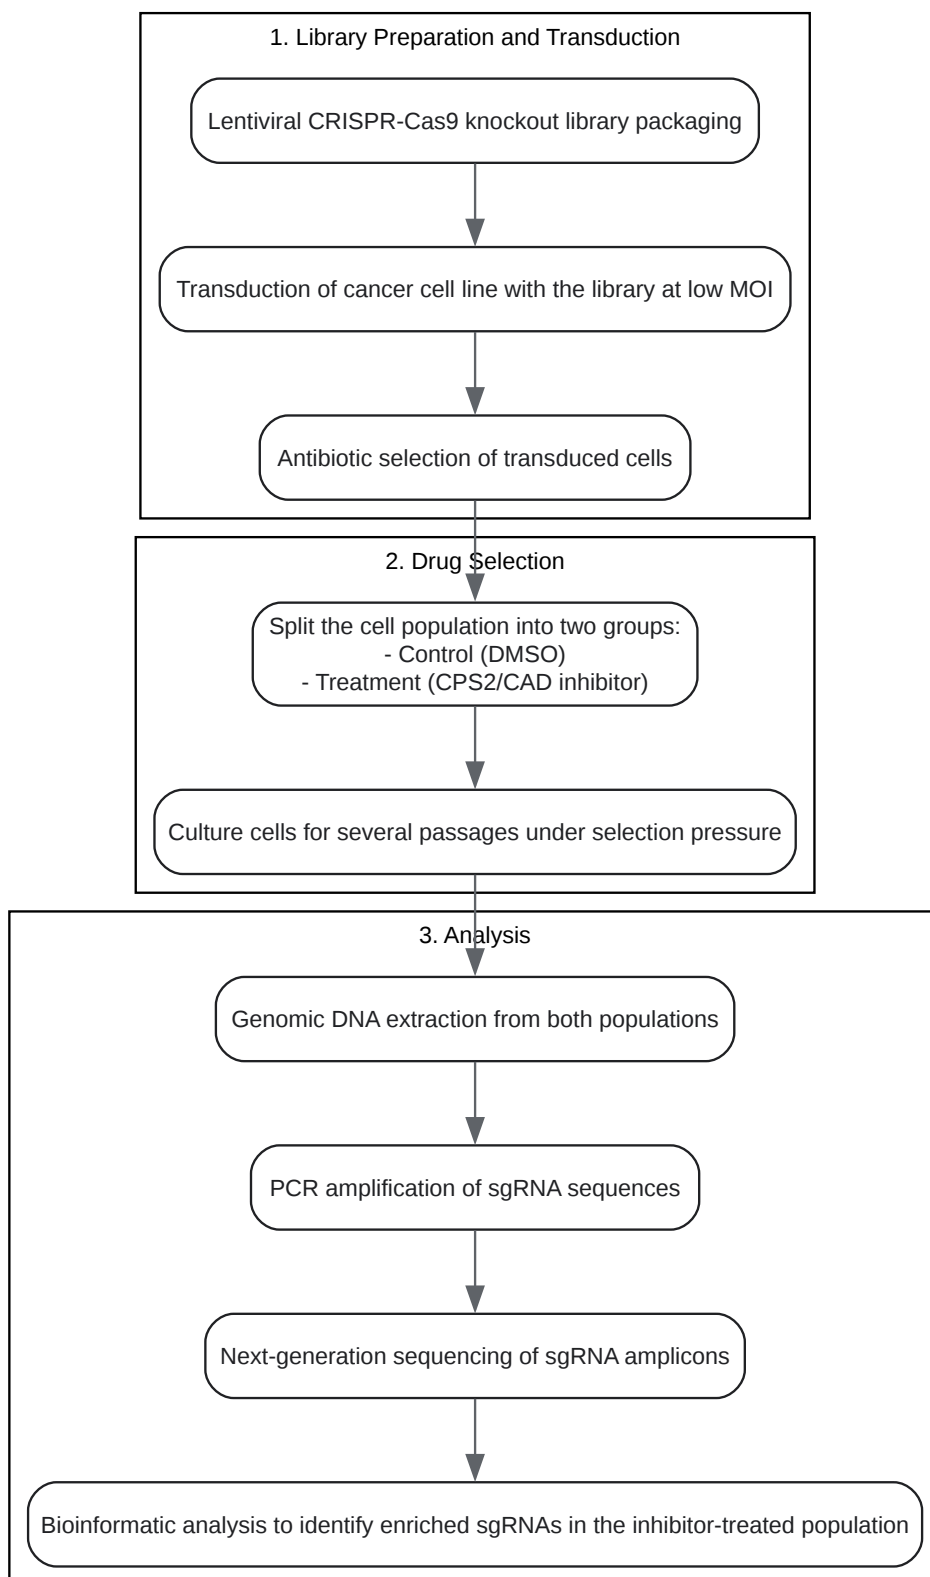 1. Library Preparation and Transduction
Lentiviral CRISPR-Cas9 knockout library packaging
Transduction of cancer cell line with the library at low MOI
Antibiotic selection of transduced cells
2. Drug Selection
Split the cell population into two groups:
- Control (DMSO)
- Treatment (CPS2/CAD inhibitor)
Culture cells for several passages under selection pressure
3. Analysis
Genomic DNA extraction from both populations
PCR amplification of sgRNA sequences
Next-generation sequencing of sgRNA amplicons
Bioinformatic analysis to identify enriched sgRNAs in the inhibitor-treated population